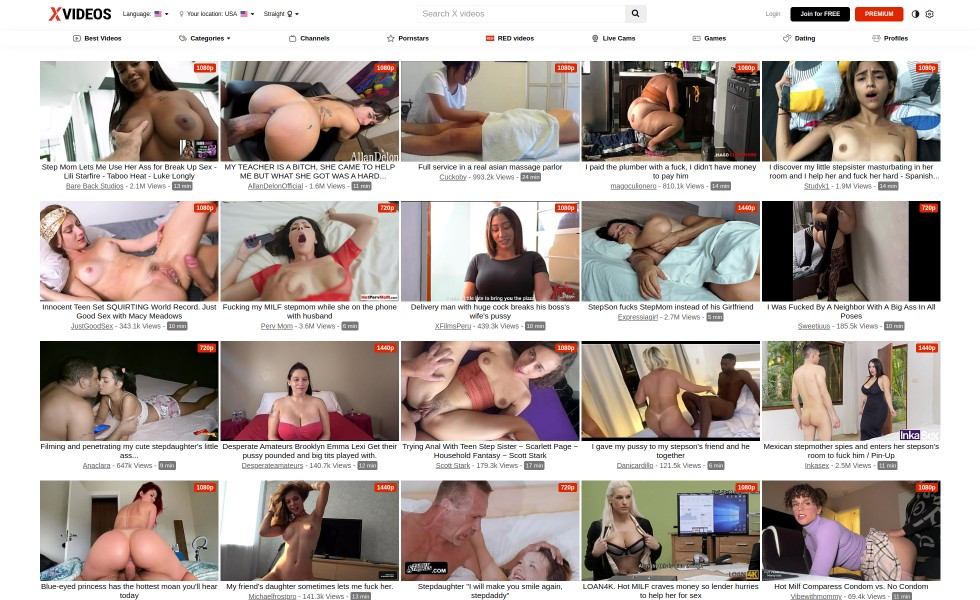 XVIDEOS
Language:
Your location: USA
Straight
Search X videos
Login
Join for FREE
PREMIUM
Best Videos
Categories
Channels
Pornstars
RED videos
Live Cams
Games
Dating
Profiles
1080p
1080p
1080p
1080p
1080p
AllanDelon
Step Mom Lets Me Use Her Ass for Break Up Sex -
Lili Starfire - Taboo Heat - Luke Longly
Bare Back Studios - 2.1M Views - 13 min
MY TEACHER IS A BITCH, SHE CAME TO HELP
ME BUT WHAT SHE GOT WAS A HARD...
AllanDelonOfficial - 1.6M Views - 11 min
Full service in a real asian massage parlor
Cuckoby - 993.2k Views - 24 min
I paid the plumber with a fuck, I didn't have money
to pay him
magoculionero - 810.1k Views - 14 min
I discover my little stepsister masturbating in her
room and I help her and fuck her hard - Spanish...
Studyk1 - 1.9M Views - 14 min
1080p
720p
1080p
1440p
720p
Innocent Teen Set SQUIRTING World Record. Just
Good Sex with Macy Meadows
JustGoodSex - 343.1k Views - 10 min
Fucking my MILF stepmom while she on the phone
with husband
Perv Mom - 3.6M Views - 6 min
Delivery man with huge cock breaks his boss's
wife's pussy
XFilmsPeru - 439.3k Views - 10 min
StepSon fucks StepMom instead of his Girlfriend
Expressiagirl - 2.7M Views - 5 min
I Was Fucked By A Neighbor With A Big Ass In All
Poses
Sweetiuus - 185.5k Views - 10 min
720p
1440p
1080p
1440p
Filming and penetrating my cute stepdaughter's little
ass...
Anaclara - 647k Views - 9 min
Desperate Amateurs Brooklyn Emma Lexi Get their
pussy pounded and big tits played with.
Desperateamateurs - 140.7k Views - 12 min
Trying Anal With Teen Step Sister ~ Scarlett Page ~
Household Fantasy ~ Scott Stark
Scott Stark - 179.3k Views - 17 min
I gave my pussy to my stepson's friend and he
together
Danicardillo - 121.5k Views - 6 min
Mexican stepmother spies and enters her stepson's
room to fuck him / Pin-Up
Inkasex - 2.5M Views - 11 min
1080p
1440p
720p
1080p
1080p
Blue-eyed princess has the hottest moan you'll hear
today
My friend's daughter sometimes lets me fuck her.
Michaelfrostpro - 141.3k Views - 13 min
Stepdaughter "I will make you smile again,
stepdaddy"
LOAN4K. Hot MILF craves money so lender hurries
to help her for sex
Hot Milf Comparess Condom vs. No Condom
Vibewithmommy - 69.4k Views - 11 min